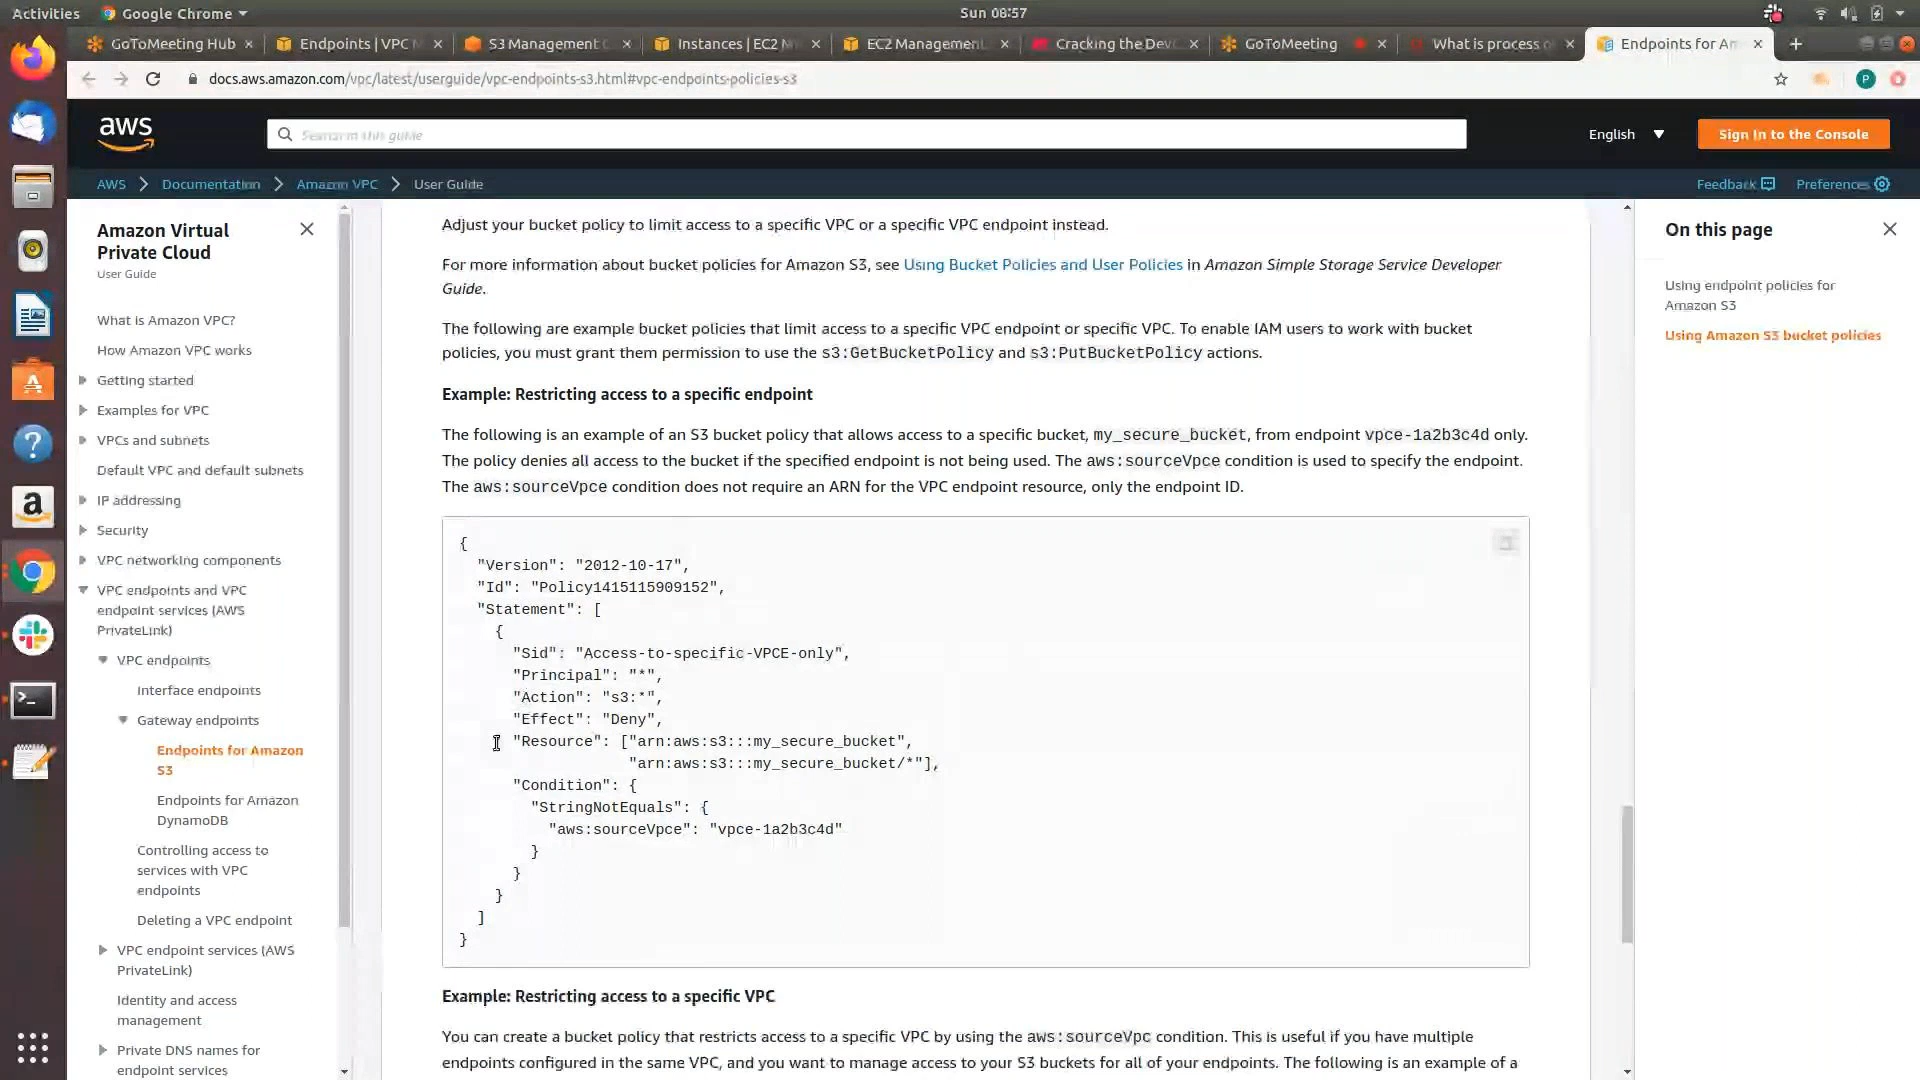 Activities
Google Chrome
Sun 08:57
GoToMeeting Hub
Endpoints | VPC M
S3 Management C
Instances | EC2 M
EC2 Management
Cracking the Dev
GoToMeeting
What is process o
Endpoints for Am
docs.aws.amazon.com/vpc/latest/userguide/vpc-endpoints-s3.html#vpc-endpoints-policies-s3
P
aws
Search in this guide
English
Sign In to the Console
AWS
Documentation
Amazon VPC
User Guide
Feedback
Preferences
Amazon Virtual
Private Cloud
User Guide
What is Amazon VPC?
How Amazon VPC works
Getting started
Examples for VPC
VPCs and subnets
Default VPC and default subnets
IP addressing
Security
VPC networking components
VPC endpoints and VPC
endpoint services (AWS
PrivateLink)
VPC endpoints
Interface endpoints
Gateway endpoints
Endpoints for Amazon
S3
Endpoints for Amazon
DynamoDB
Controlling access to
services with VPC
endpoints
Deleting a VPC endpoint
VPC endpoint services (AWS
PrivateLink)
Identity and access
management
Private DNS names for
endpoint services
Adjust your bucket policy to limit access to a specific VPC or a specific VPC endpoint instead.
For more information about bucket policies for Amazon S3, see Using Bucket Policies and User Policies in Amazon Simple Storage Service Developer
Guide.
The following are example bucket policies that limit access to a specific VPC endpoint or specific VPC. To enable IAM users to work with bucket
policies, you must grant them permission to use the s3:GetBucketPolicy and s3:PutBucketPolicy actions.
Example: Restricting access to a specific endpoint
The following is an example of an S3 bucket policy that allows access to a specific bucket, my_secure_bucket, from endpoint vpce-1a2b3c4d only.
The policy denies all access to the bucket if the specified endpoint is not being used. The aws:sourceVpce condition is used to specify the endpoint.
The aws:sourceVpce condition does not require an ARN for the VPC endpoint resource, only the endpoint ID.
{
"Version": "2012-10-17",
"Id": "Policy1415115909152",
"Statement": [
{
"Sid": "Access-to-specific-VPCE-only",
"Principal": "*",
"Action": "s3:*",
"Effect": "Deny",
"Resource": ["arn:aws:s3:::my_secure_bucket",
"arn:aws:s3:::my_secure_bucket/*"],
"Condition": {
"StringNotEquals": {
"aws:sourceVpce": "vpce-1a2b3c4d"
}
}
}
]
}
Example: Restricting access to a specific VPC
You can create a bucket policy that restricts access to a specific VPC by using the aws:sourceVpc condition. This is useful if you have multiple
endpoints configured in the same VPC, and you want to manage access to your S3 buckets for all of your endpoints. The following is an example of a
On this page
Using endpoint policies for
Amazon S3
Using Amazon S3 bucket policies